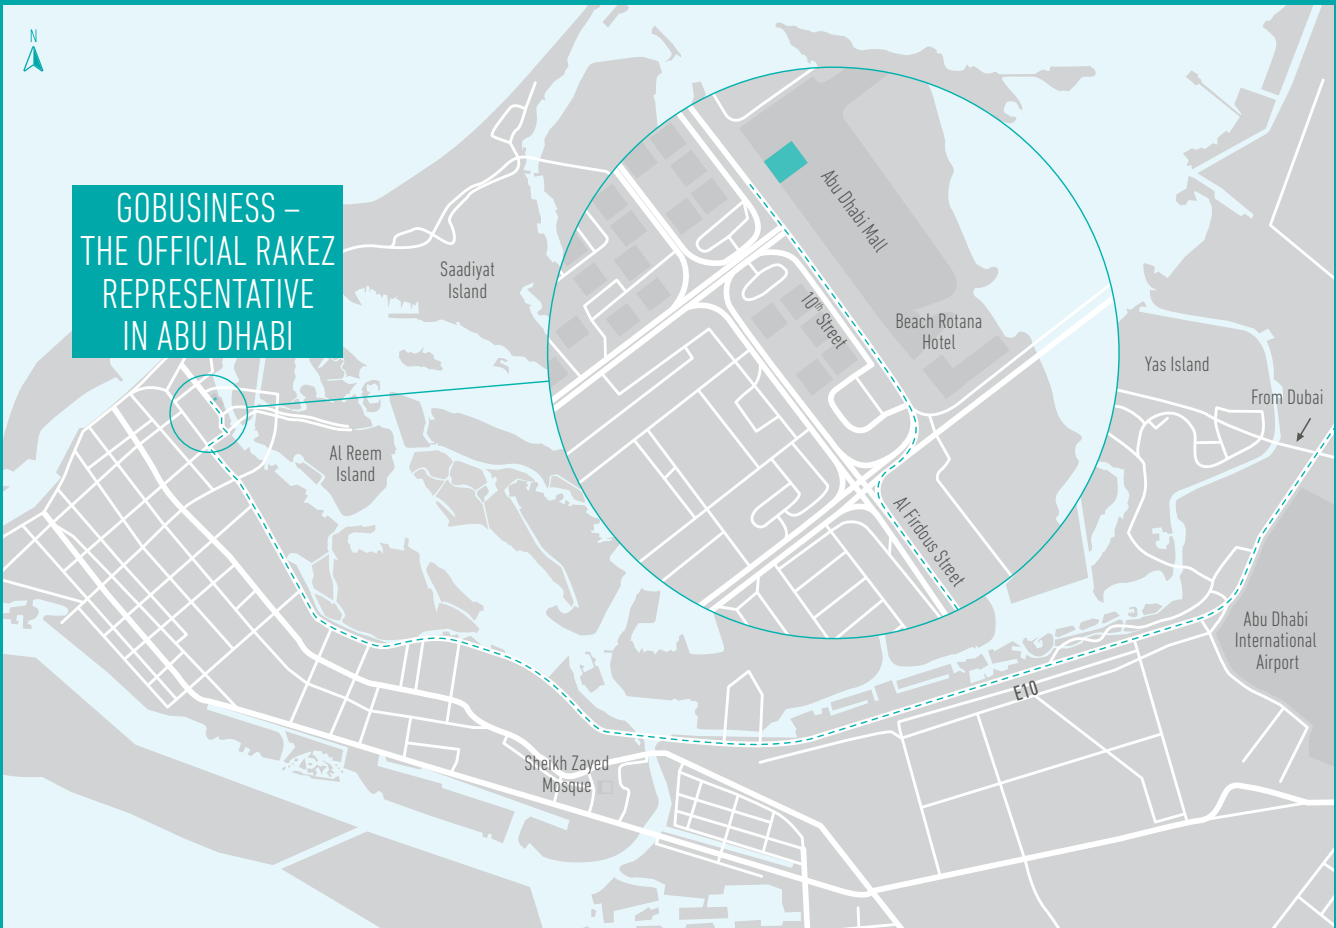 N
GOBUSINESS –
THE OFFICIAL RAKEZ
REPRESENTATIVE
IN ABU DHABI
Saadiyat
Island
Abu Dhabi Mall
10th Street
Beach Rotana
Hotel
Yas Island
From Dubai
Al Reem
Island
Al Firdous Street
Abu Dhabi
International
Airport
E10
Sheikh Zayed
Mosque